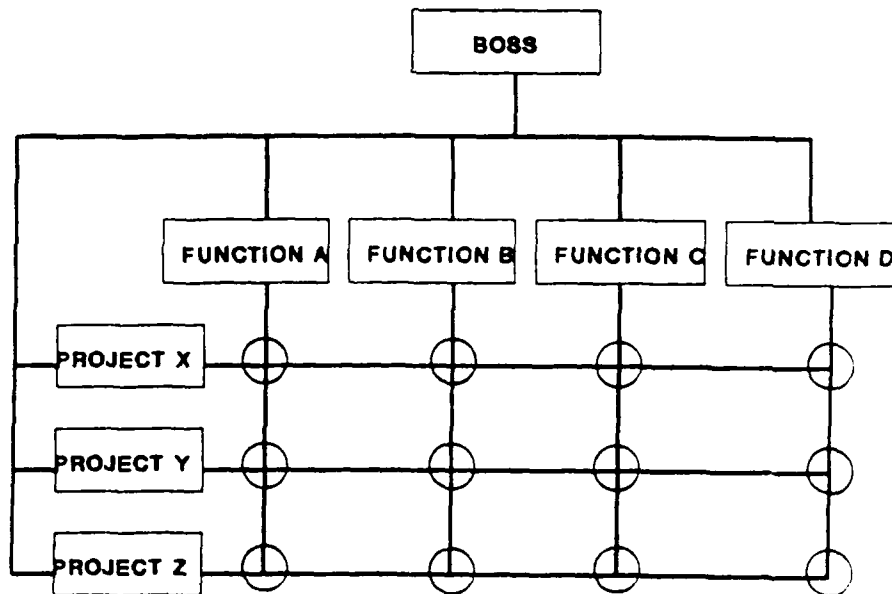 BOSS
FUNCTION A
FUNCTION B
FUNCTION C
FUNCTION D
PROJECT X
PROJECT Y
PROJECT Z